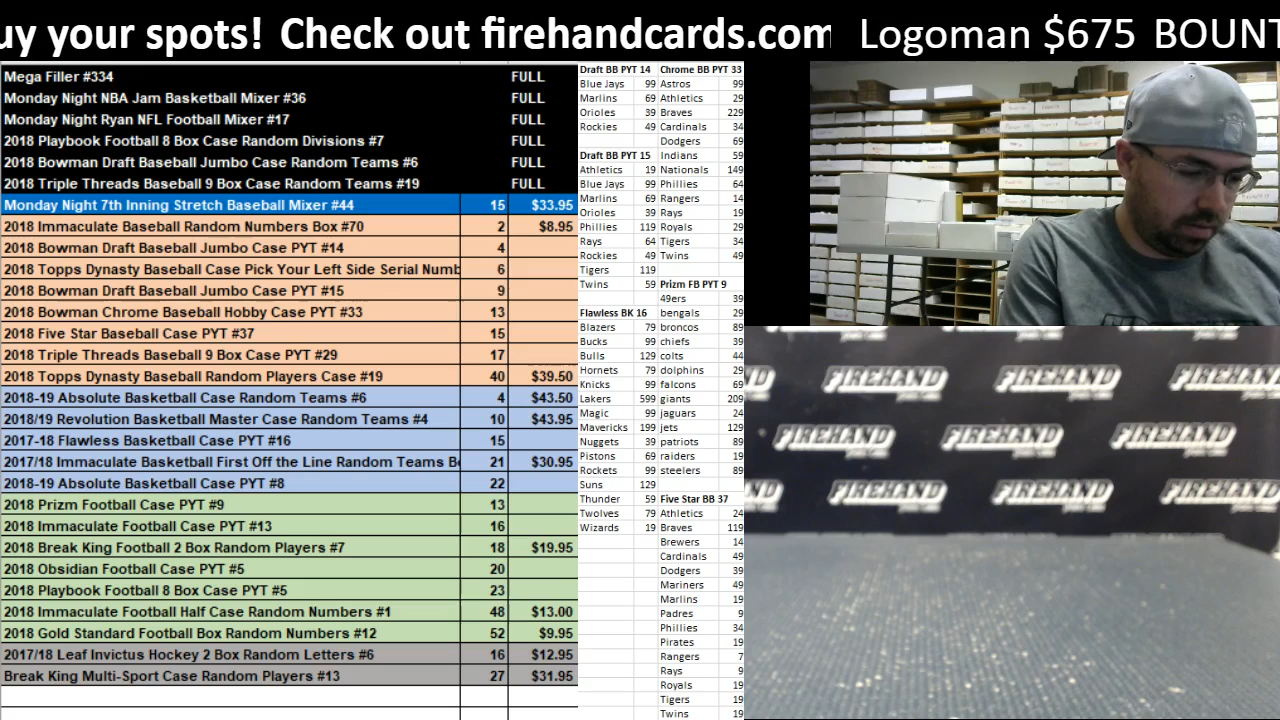 uy your spots! Check out firehandcards.com Logoman $675 BOUNT
Mega Filler #334 FULL
Monday Night NBA Jam Basketball Mixer #36 FULL
Monday Night Ryan NFL Football Mixer #17 FULL
2018 Playbook Football 8 Box Case Random Divisions #7 FULL
2018 Bowman Draft Baseball Jumbo Case Random Teams #6 FULL
2018 Triple Threads Baseball 9 Box Case Random Teams #19 FULL
Monday Night 7th Inning Stretch Baseball Mixer #44 15 $33.95
2018 Immaculate Baseball Random Numbers Box #70 2 $8.95
2018 Bowman Draft Baseball Jumbo Case PYT #14 4
2018 Topps Dynasty Baseball Case Pick Your Left Side Serial Numb 6
2018 Bowman Draft Baseball Jumbo Case PYT #15 9
2018 Bowman Chrome Baseball Hobby Case PYT #33 13
2018 Five Star Baseball Case PYT #37 15
2018 Triple Threads Baseball 9 Box Case PYT #29 17
2018 Topps Dynasty Baseball Random Players Case #19 40 $39.50
2018-19 Absolute Basketball Case Random Teams #6 4 $43.50
2018/19 Revolution Basketball Master Case Random Teams #4 10 $43.95
2017-18 Flawless Basketball Case PYT #16 15
2017/18 Immaculate Basketball First Off the Line Random Teams Bo 21 $30.95
2018-19 Absolute Basketball Case PYT #8 22
2018 Prizm Football Case PYT #9 13
2018 Immaculate Football Case PYT #13 16
2018 Break King Football 2 Box Random Players #7 18 $19.95
2018 Obsidian Football Case PYT #5 20
2018 Playbook Football 8 Box Case PYT #5 23
2018 Immaculate Football Half Case Random Numbers #1 48 $13.00
2018 Gold Standard Football Box Random Numbers #12 52 $9.95
2017/18 Leaf Invictus Hockey 2 Box Random Letters #6 16 $12.95
Break King Multi-Sport Case Random Players #13 27 $31.95
Draft BB PYT 14
Blue Jays 99
Marlins 69
Orioles 39
Rockies 49
Draft BB PYT 15
Athletics 19
Blue Jays 99
Marlins 69
Orioles 39
Phillies 119
Rays 64
Rockies 49
Tigers 119
Twins 59
Flawless BK 16
Blazers 79
Bucks 99
Bulls 129
Hornets 79
Knicks 99
Lakers 599
Magic 99
Mavericks 199
Nuggets 39
Pistons 69
Rockets 99
Suns 129
Thunder 59
Twolves 79
Wizards 19
Chrome BB PYT 33
Astros 99
Athletics 29
Braves 229
Cardinals 34
Dodgers 69
Indians 59
Nationals 149
Phillies 64
Rangers 14
Rays 19
Royals 29
Tigers 34
Twins 49
Prizm FB PYT 9
49ers 39
bengals 29
broncos 89
chiefs 39
colts 44
dolphins 29
falcons 69
giants 209
jaguars 24
jets 129
patriots 89
raiders 19
steelers 89
Five Star BB 37
Athletics 24
Braves 119
Brewers 14
Cardinals 49
Dodgers 39
Mariners 49
Marlins 19
Padres 9
Phillies 34
Pirates 19
Rangers 7
Rays 9
Royals 19
Tigers 19
Twins 19
FIREHAND FIREHAND FIREHAND
FIREHAND FIREHAND FIREHAND
FIREHAND FIREHAND